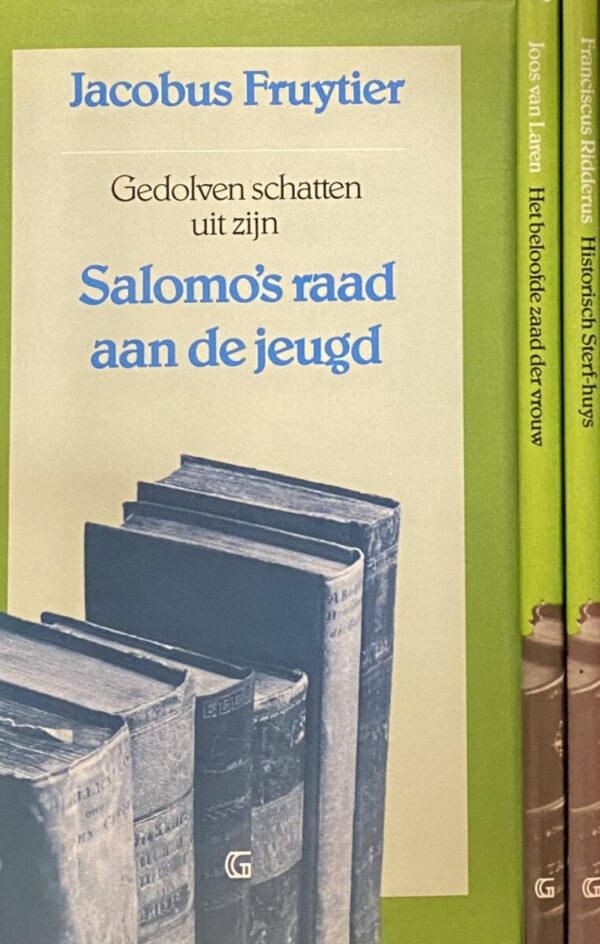 Jacobus Fruytier
Gedolven schatten
uit zijn
Salomo's raad
aan de jeugd
G
Joos van Laren Het beloofde zaad der vrouw
G
Franciscus Ridderus Historisch Sterf-huys
G